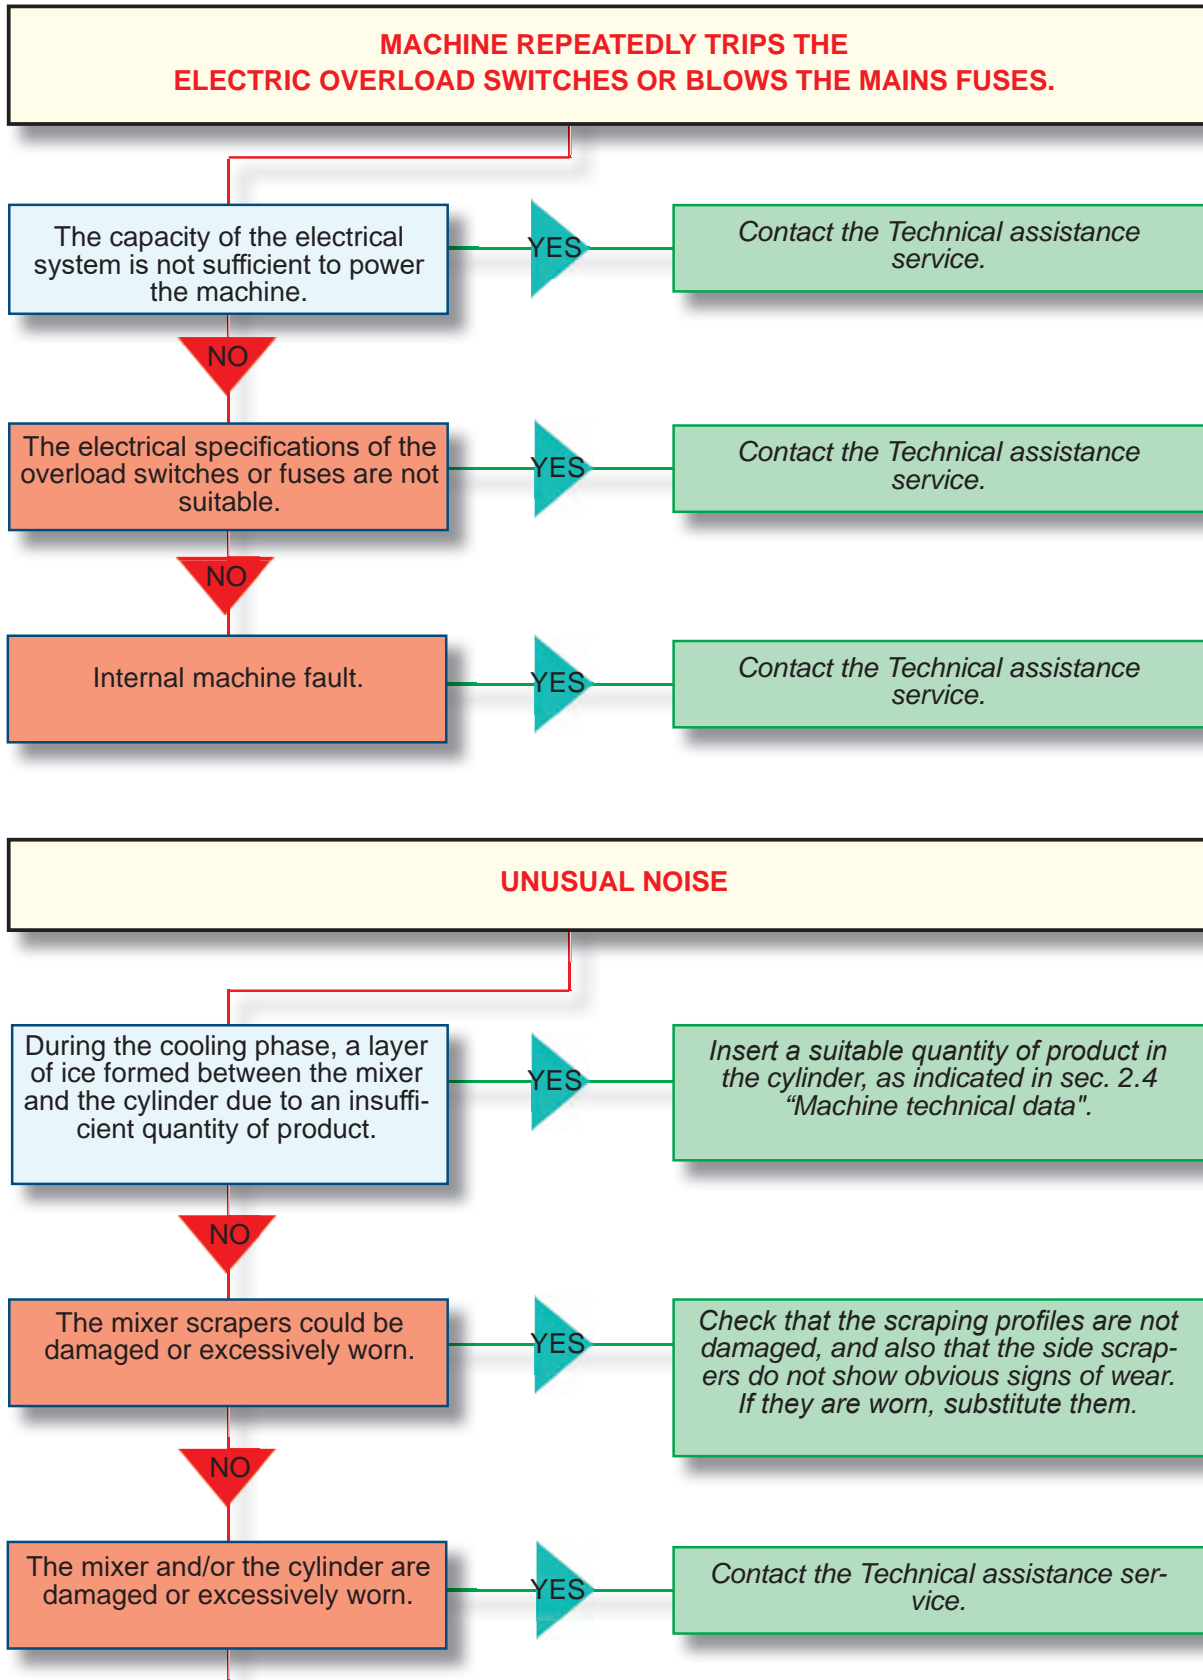 MACHINE REPEATEDLY TRIPS THE
ELECTRIC OVERLOAD SWITCHES OR BLOWS THE MAINS FUSES.
The capacity of the electrical
system is not sufficient to power
the machine.
YES
Contact the Technical assistance
service.
NO
The electrical specifications of the
overload switches or fuses are not
suitable.
YES
Contact the Technical assistance
service.
NO
Internal machine fault.
YES
Contact the Technical assistance
service.
UNUSUAL NOISE
During the cooling phase, a layer
of ice formed between the mixer
and the cylinder due to an insuffi-
cient quantity of product.
YES
Insert a suitable quantity of product in
the cylinder, as indicated in sec. 2.4
“Machine technical data".
NO
The mixer scrapers could be
damaged or excessively worn.
YES
Check that the scraping profiles are not
damaged, and also that the side scrap-
ers do not show obvious signs of wear.
If they are worn, substitute them.
NO
The mixer and/or the cylinder are
damaged or excessively worn.
YES
Contact the Technical assistance ser-
vice.